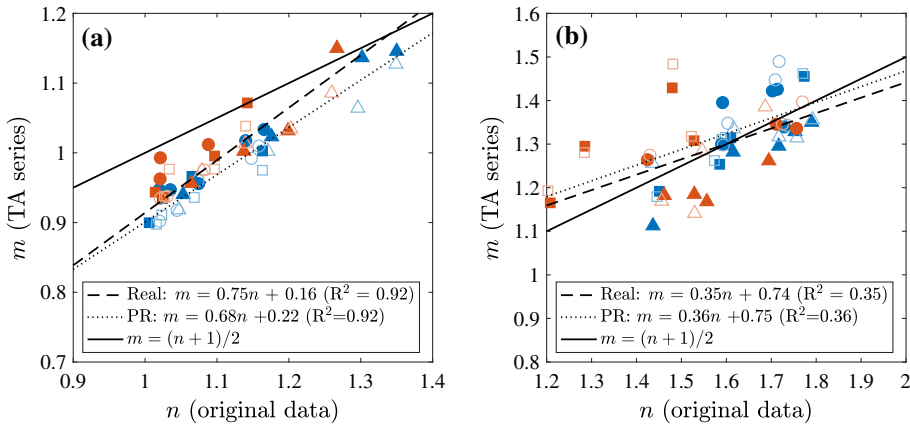 (a)
1.2
1.1
1
0.9
0.8
0.7
m (TA series)
Real: m = 0.75n + 0.16 (R² = 0.92)
PR: m = 0.68n +0.22 (R²=0.92)
m = (n + 1)/2
0.9 1 1.1 1.2 1.3 1.4
n (original data)
(b)
1.6
1.5
1.4
1.3
1.2
1.1
1
0.9
0.8
m (TA series)
Real: m = 0.35n + 0.74 (R² = 0.35)
PR: m = 0.36n +0.75 (R²=0.36)
m = (n + 1)/2
1.2 1.3 1.4 1.5 1.6 1.7 1.8 1.9 2
n (original data)